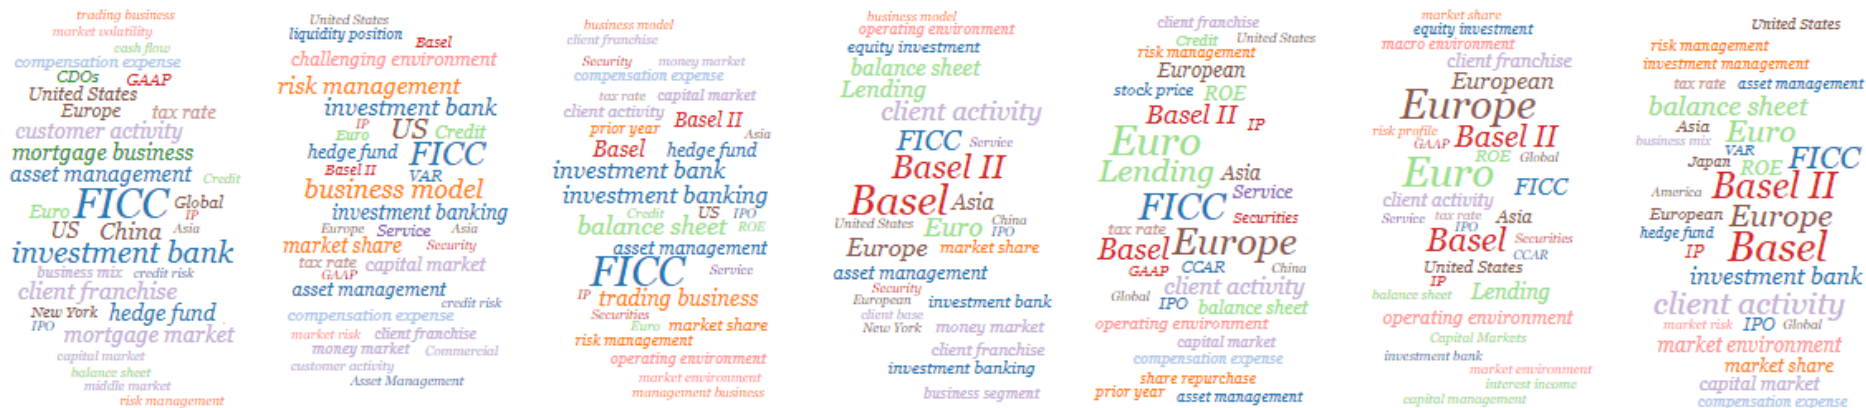 trading business
market volatility
cash flow
compensation expense
CDOs GAAP
United States
Europe tax rate
customer activity
mortgage business
asset management Credit
FICC Global
Euro IP
US China Asia
investment bank
business mix credit risk
client franchise
New York hedge fund
IPO mortgage market
capital market
balance sheet
middle market
risk management
United States
liquidity position Basel
challenging environment
risk management
investment bank
IP US Credit
Euro
hedge fund FICC
Basel II VAR
business model
investment banking
Europe Service Asia
market share Security
tax rate capital market
GAAP
asset management
credit risk
compensation expense
market risk client franchise
money market Commercial
customer activity
Asset Management
business model
client franchise
Security money market
compensation expense
tax rate capital market
client activity Basel II
prior year Asia
Basel hedge fund
investment bank
investment banking
Credit US IPO
balance sheet ROE
asset management
FICC Service
IP trading business
Securities
Euro market share
risk management
operating environment
market environment
management business
business model
operating environment
equity investment
balance sheet
Lending
client activity
FICC Service
Basel II
Basel Asia
United States Euro China
IPO
Europe market share
asset management
Security
European investment bank
client base
New York money market
client franchise
investment banking
business segment
client franchise
Credit United States
risk management
European
stock price ROE
Basel II IP
Euro
Lending Asia
FICC Service
Securities
tax rate
Basel Europe
GAAP CCAR China
client activity
Global IPO balance sheet
operating environment
capital market
compensation expense
share repurchase
prior year asset management
market share
equity investment
macro environment
client franchise
European
Europe
risk profile Basel II
GAAP
ROE Global
Euro FICC
client activity
Service tax rate Asia
IPO
Basel Securities
CCAR
United States
IP
balance sheet Lending
operating environment
Capital Markets
investment bank
market environment
interest income
capital management
United States
risk management
investment management
tax rate asset management
balance sheet
Asia Euro
business mix VAR
Japan ROE FICC
America Basel II
European Europe
hedge fund
IP Basel
investment bank
client activity
market risk IPO Global
market environment
market share
capital market
compensation expense